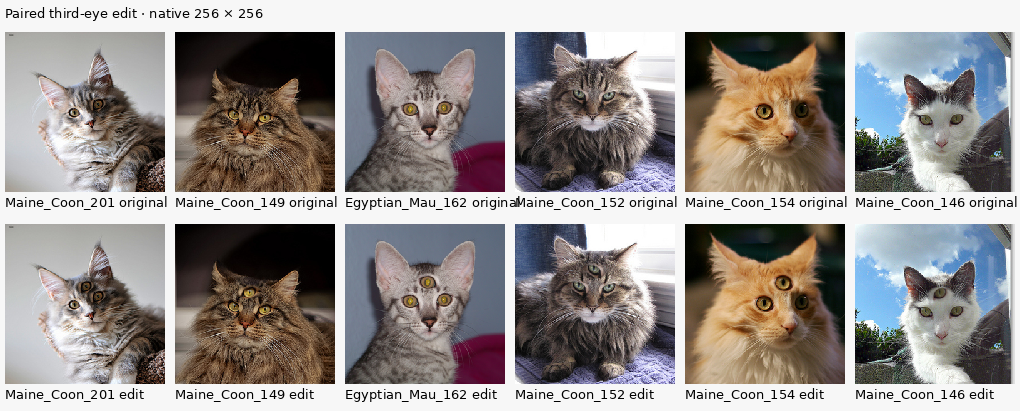 Paired third-eye edit · native 256 × 256
Maine_Coon_201 original
Maine_Coon_149 original
Egyptian_Mau_162 original
Maine_Coon_152 original
Maine_Coon_154 original
Maine_Coon_146 original
Maine_Coon_201 edit
Maine_Coon_149 edit
Egyptian_Mau_162 edit
Maine_Coon_152 edit
Maine_Coon_154 edit
Maine_Coon_146 edit